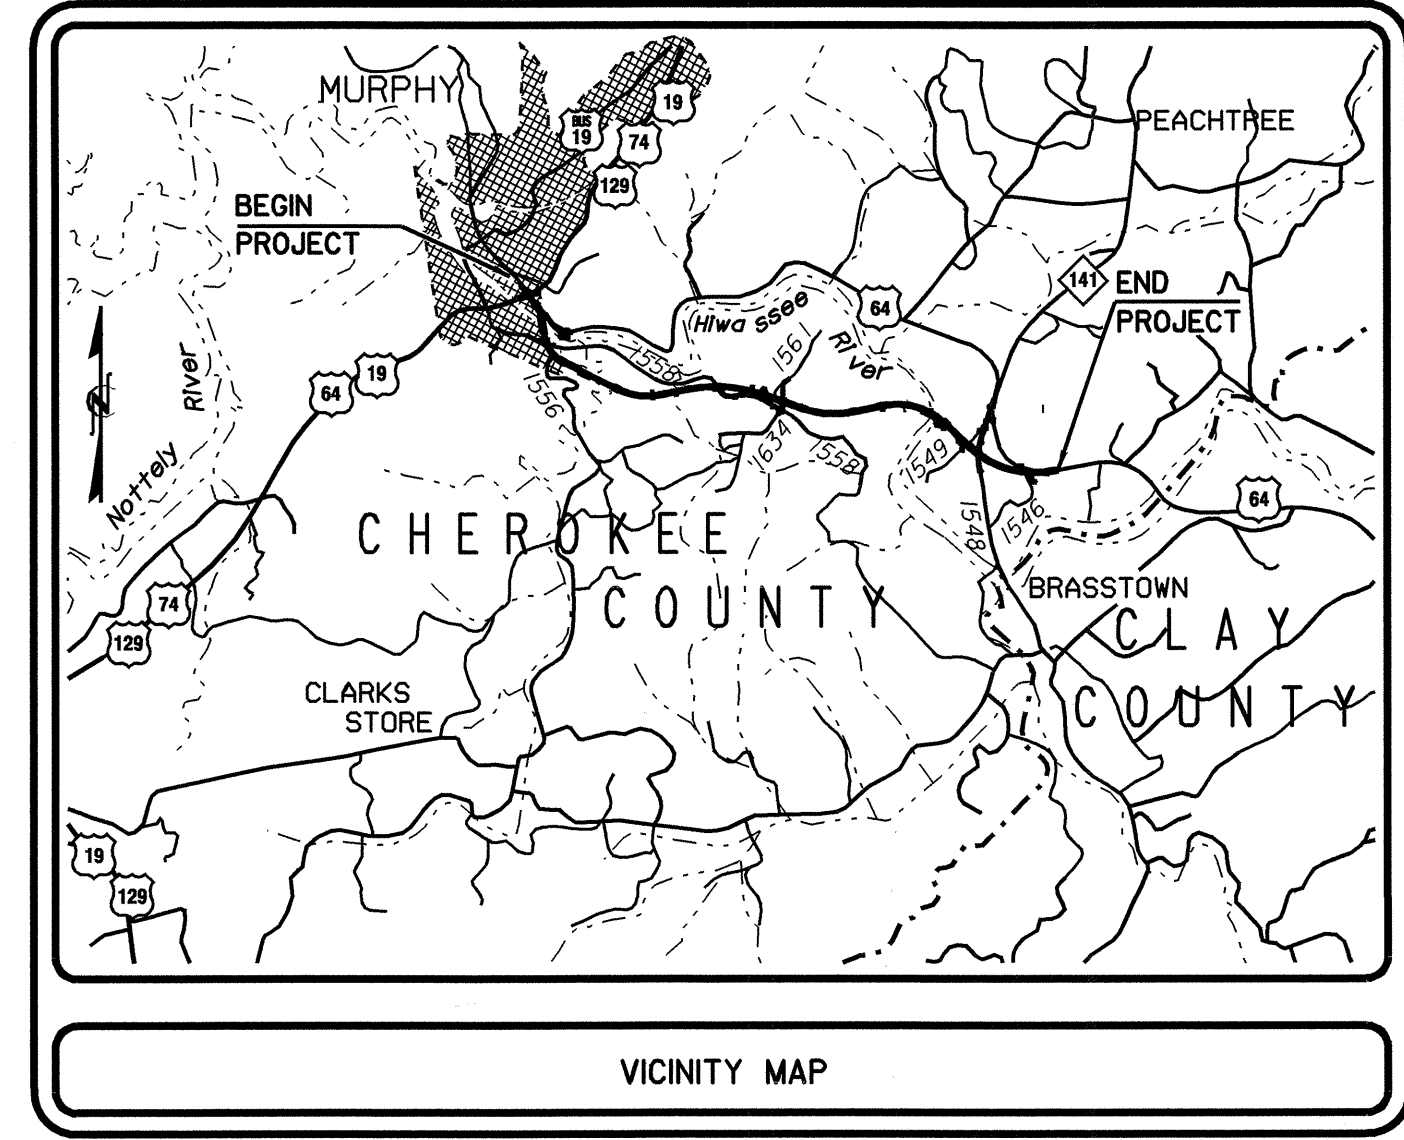 MURPHY
BUS
19
19
74
129
PEACHTREE
BEGIN
PROJECT
141
END
PROJECT
64
Hiwassee
River
1561
1558
64
19
1556
River
Nottely
1634
1558
1549
64
1548
1546
CHEROKEE
COUNTY
BRASSTOWN
74
129
CLAY
COUNTY
CLARKS
STORE
19
129
VICINITY MAP